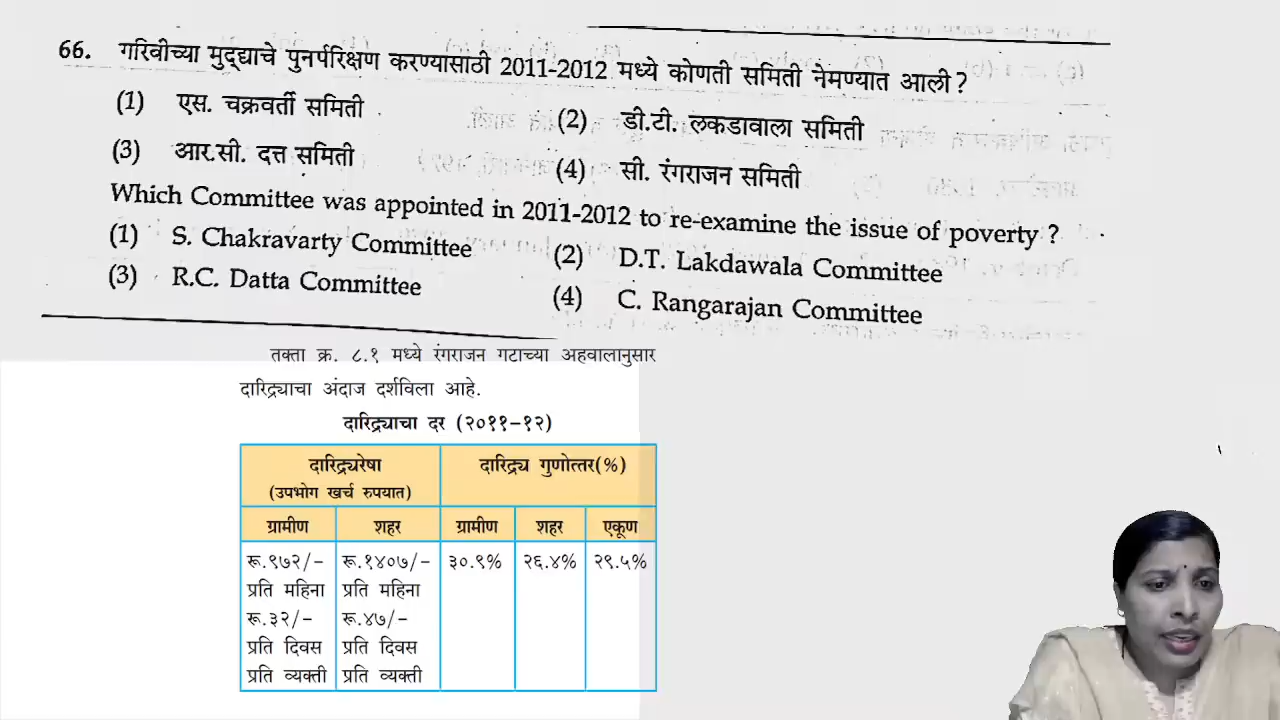 66. गरिबीच्या मुद्द्याचे पुनर्परिक्षण करण्यासाठी 2011-2012 मध्ये कोणती समिती नेमण्यात आली ?
(1) एस. चक्रवर्ती समिती (2) डी.टी. लकडावाला समिती
(3) आर.सी. दत्त समिती (4) सी. रंगराजन समिती
Which Committee was appointed in 2011-2012 to re-examine the issue of poverty ?
(1) S. Chakravarty Committee (2) D.T. Lakdawala Committee
(3) R.C. Datta Committee (4) C. Rangarajan Committee
तक्ता क्र. ८.१ मध्ये रंगराजन गटाच्या अहवालानुसार
दारिद्र्याचा अंदाज दर्शविला आहे.
दारिद्र्याचा दर (२०११-१२)
दारिद्र्यरेषा दारिद्र्य गुणोत्तर(%)
(उपभोग खर्च रुपयात)
ग्रामीण शहर ग्रामीण शहर एकूण
रू.९७२/- रू.१४०७/- ३०.९% २६.४% २९.५%
प्रति महिना प्रति महिना
रू.३२/- रू.४७/-
प्रति दिवस प्रति दिवस
प्रति व्यक्ती प्रति व्यक्ती